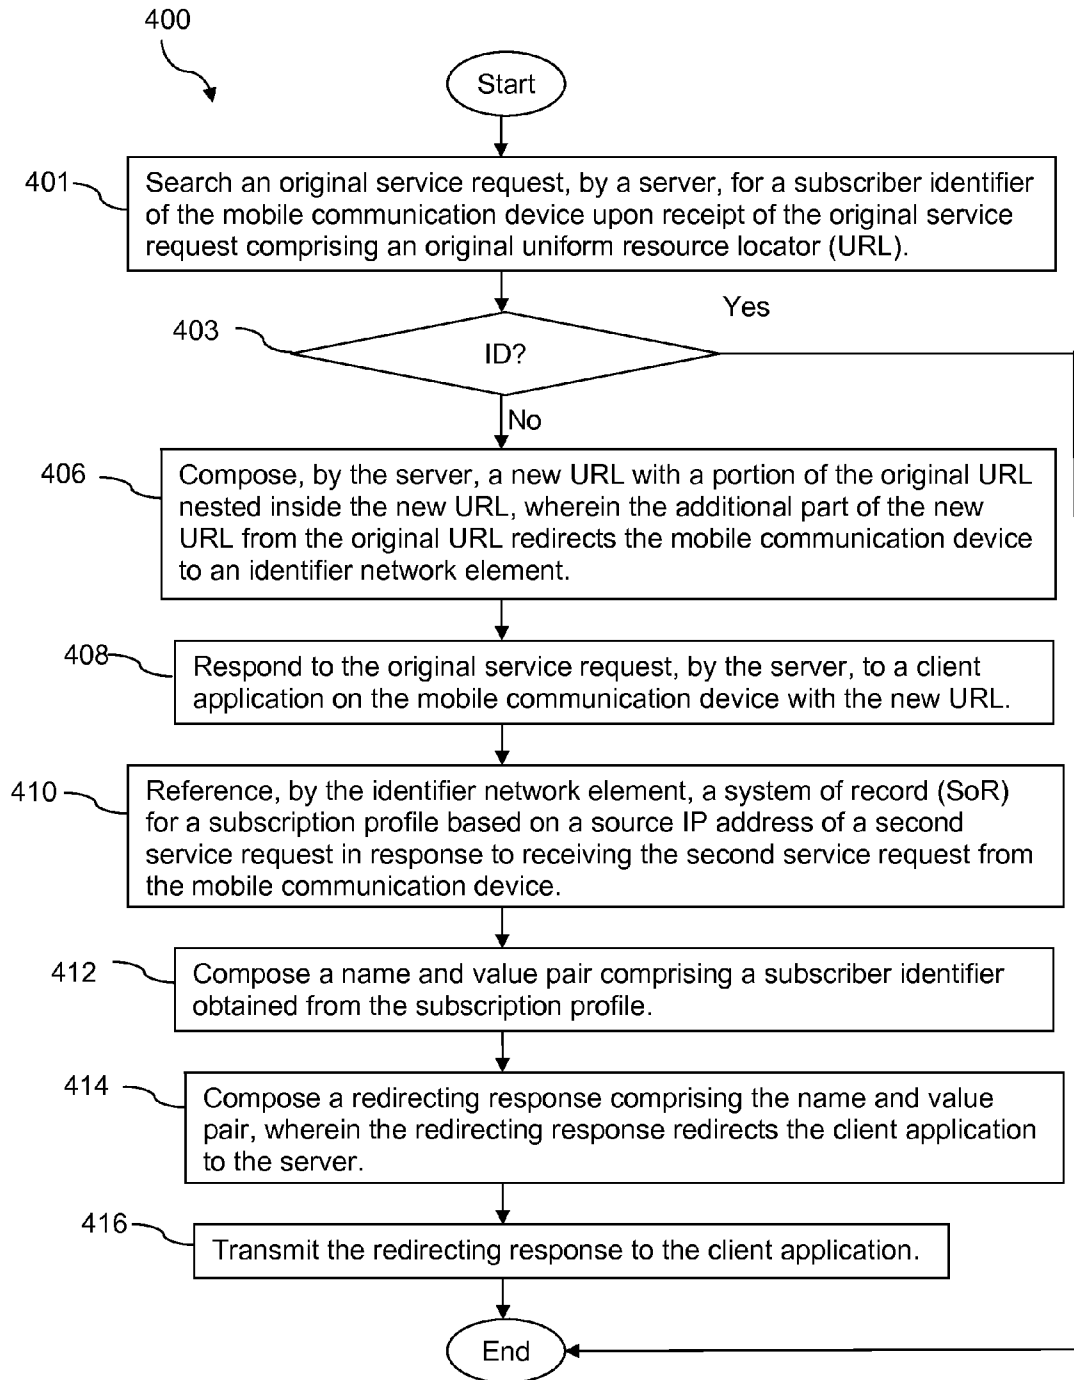 400
Start
401
Search an original service request, by a server, for a subscriber identifier
of the mobile communication device upon receipt of the original service
request comprising an original uniform resource locator (URL).
Yes
403
ID?
No
406
Compose, by the server, a new URL with a portion of the original URL
nested inside the new URL, wherein the additional part of the new
URL from the original URL redirects the mobile communication device
to an identifier network element.
408
Respond to the original service request, by the server, to a client
application on the mobile communication device with the new URL.
410
Reference, by the identifier network element, a system of record (SoR)
for a subscription profile based on a source IP address of a second
service request in response to receiving the second service request from
the mobile communication device.
412
Compose a name and value pair comprising a subscriber identifier
obtained from the subscription profile.
414
Compose a redirecting response comprising the name and value
pair, wherein the redirecting response redirects the client application
to the server.
416
Transmit the redirecting response to the client application.
End